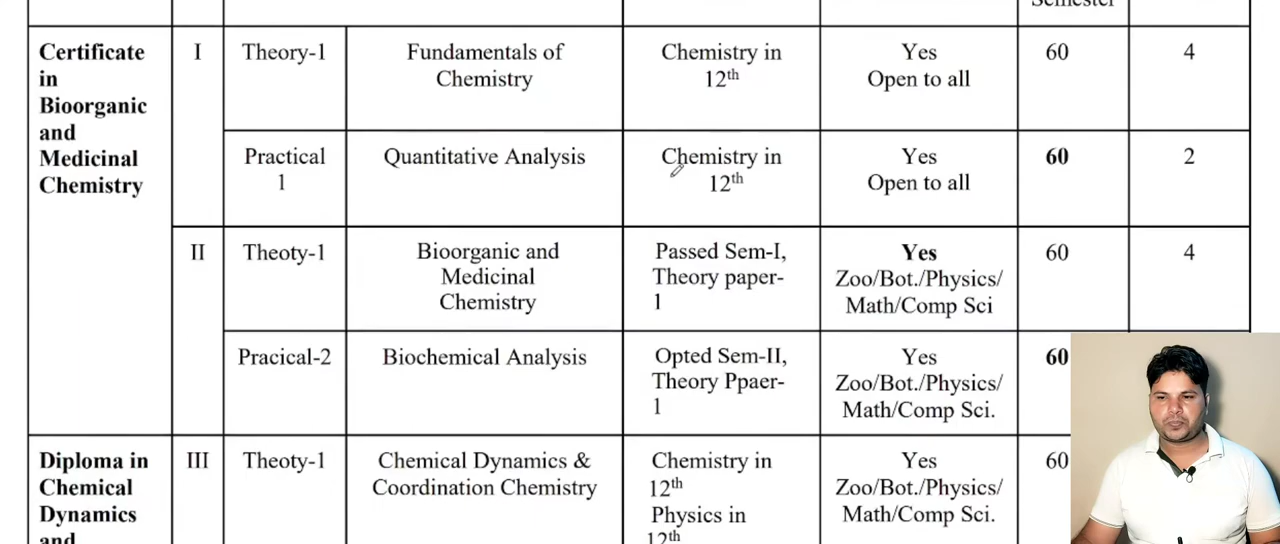 Semester
Certificate
in
Bioorganic
and
Medicinal
Chemistry
I
Theory-1
Fundamentals of
Chemistry
Chemistry in
12th
Yes
Open to all
60
4
Practical
1
Quantitative Analysis
Chemistry in
12th
Yes
Open to all
60
2
II
Theoty-1
Bioorganic and
Medicinal
Chemistry
Passed Sem-I,
Theory paper-
1
Yes
Zoo/Bot./Physics/
Math/Comp Sci
60
4
Pracical-2
Biochemical Analysis
Opted Sem-II,
Theory Ppaer-
1
Yes
Zoo/Bot./Physics/
Math/Comp Sci.
60
Diploma in
Chemical
Dynamics
and
III
Theoty-1
Chemical Dynamics &
Coordination Chemistry
Chemistry in
12th
Physics in
12th
Yes
Zoo/Bot./Physics/
Math/Comp Sci.
60